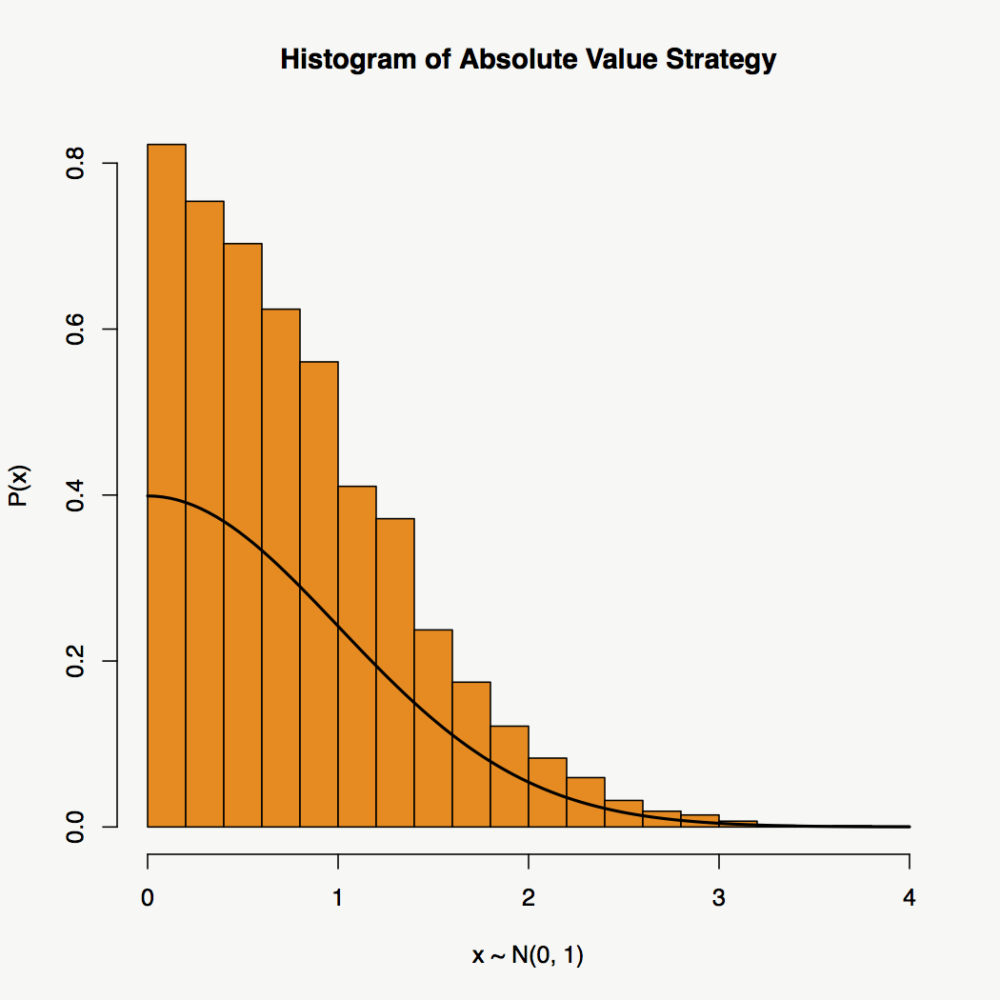 Histogram of Absolute Value Strategy
0.8
0.6
0.4
0.2
0.0
P(x)
0 1 2 3 4
x ~ N(0, 1)